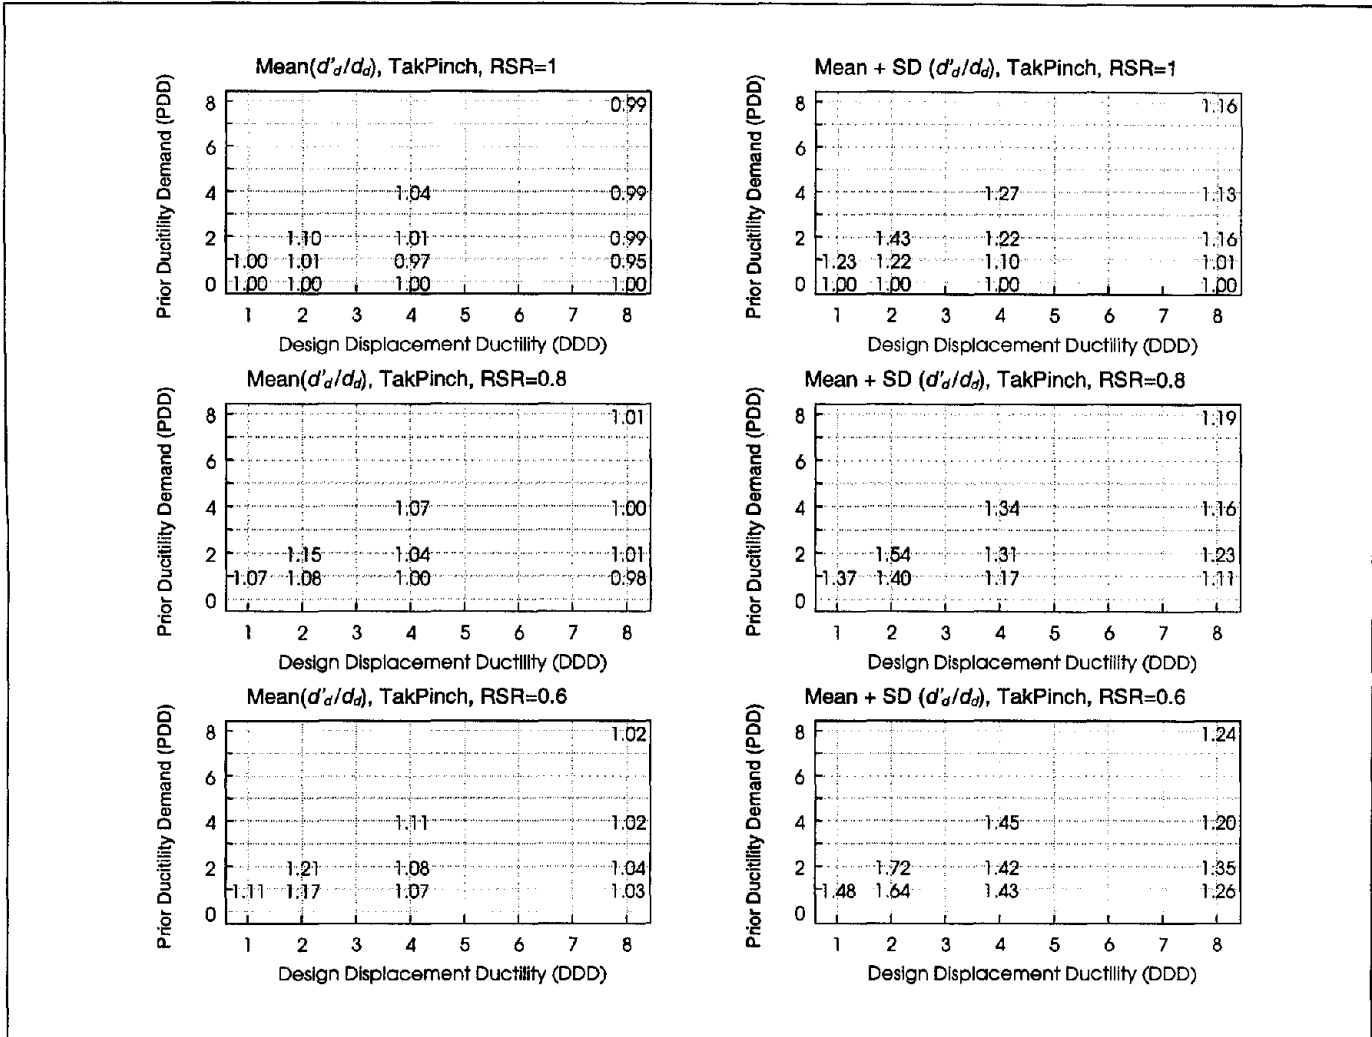 Mean(d'd/dd), TakPinch, RSR=1
Prior Ducitility Demand (PDD)
8 0.99
6
4 1.04 0.99
2 1.10 1.01 0.99
1.00 1.01 0.97 0.95
0 1.00 1.00 1.00 1.00
1 2 3 4 5 6 7 8
Design Displacement Ductility (DDD)
Mean + SD (d'd/dd), TakPinch, RSR=1
Prior Ducitility Demand (PDD)
8 1.16
6
4 1.27 1.13
2 1.43 1.22 1.16
1.23 1.22 1.10 1.01
0 1.00 1.00 1.00 1.00
1 2 3 4 5 6 7 8
Design Displacement Ductility (DDD)
Mean(d'd/dd), TakPinch, RSR=0.8
Prior Ducitility Demand (PDD)
8 1.01
6
4 1.07 1.00
2 1.15 1.04 1.01
1.07 1.08 1.00 0.98
0
1 2 3 4 5 6 7 8
Design Displacement Ductility (DDD)
Mean + SD (d'd/dd), TakPinch, RSR=0.8
Prior Ducitility Demand (PDD)
8 1.19
6
4 1.34 1.16
2 1.54 1.31 1.23
1.37 1.40 1.17 1.11
0
1 2 3 4 5 6 7 8
Design Displacement Ductility (DDD)
Mean(d'd/dd), TakPinch, RSR=0.6
Prior Ducitility Demand (PDD)
8 1.02
6
4 1.11 1.02
2 1.21 1.08 1.04
1.11 1.17 1.07 1.03
0
1 2 3 4 5 6 7 8
Design Displacement Ductility (DDD)
Mean + SD (d'd/dd), TakPinch, RSR=0.6
Prior Ducitility Demand (PDD)
8 1.24
6
4 1.45 1.20
2 1.72 1.42 1.35
1.48 1.64 1.43 1.26
0
1 2 3 4 5 6 7 8
Design Displacement Ductility (DDD)